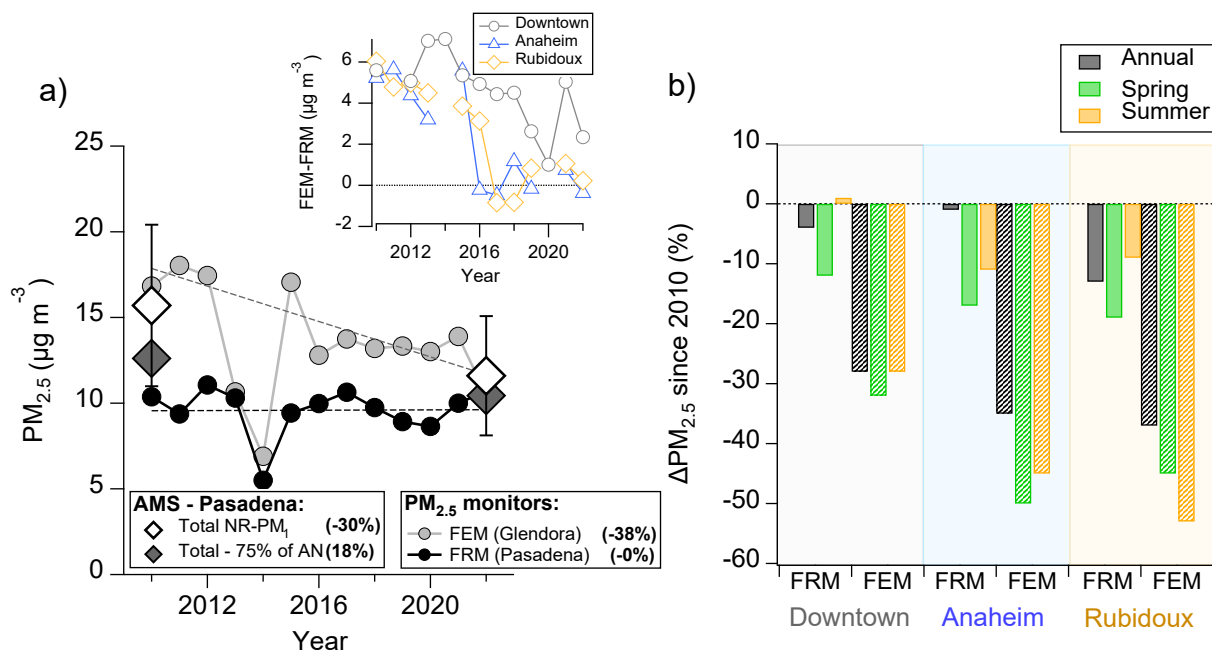 a)
25
20
15
10
5
0
PM2.5 (µg m-3)
2012
2016
2020
Year
Downtown
Anaheim
Rubidoux
6
4
2
0
-2
FEM-FRM (µg m-3)
2012
2016
2020
Year
AMS - Pasadena:
Total NR-PM1 (-30%)
Total - 75% of AN (18%)
PM2.5 monitors:
FEM (Glendora) (-38%)
FRM (Pasadena) (-0%)
b)
Annual
Spring
Summer
10
0
-10
-20
-30
-40
-50
-60
ΔPM2.5 since 2010 (%)
FRM FEM FRM FEM FRM FEM
Downtown Anaheim Rubidoux